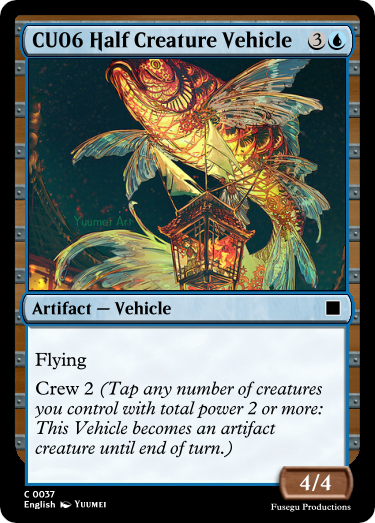 CU06 Half Creature Vehicle 3
Yuumei Art
Artifact — Vehicle
Flying
Crew 2 (Tap any number of creatures
you control with total power 2 or more:
This Vehicle becomes an artifact
creature until end of turn.)
4/4
C 0037
English YUUMEI
Fusegu Productions